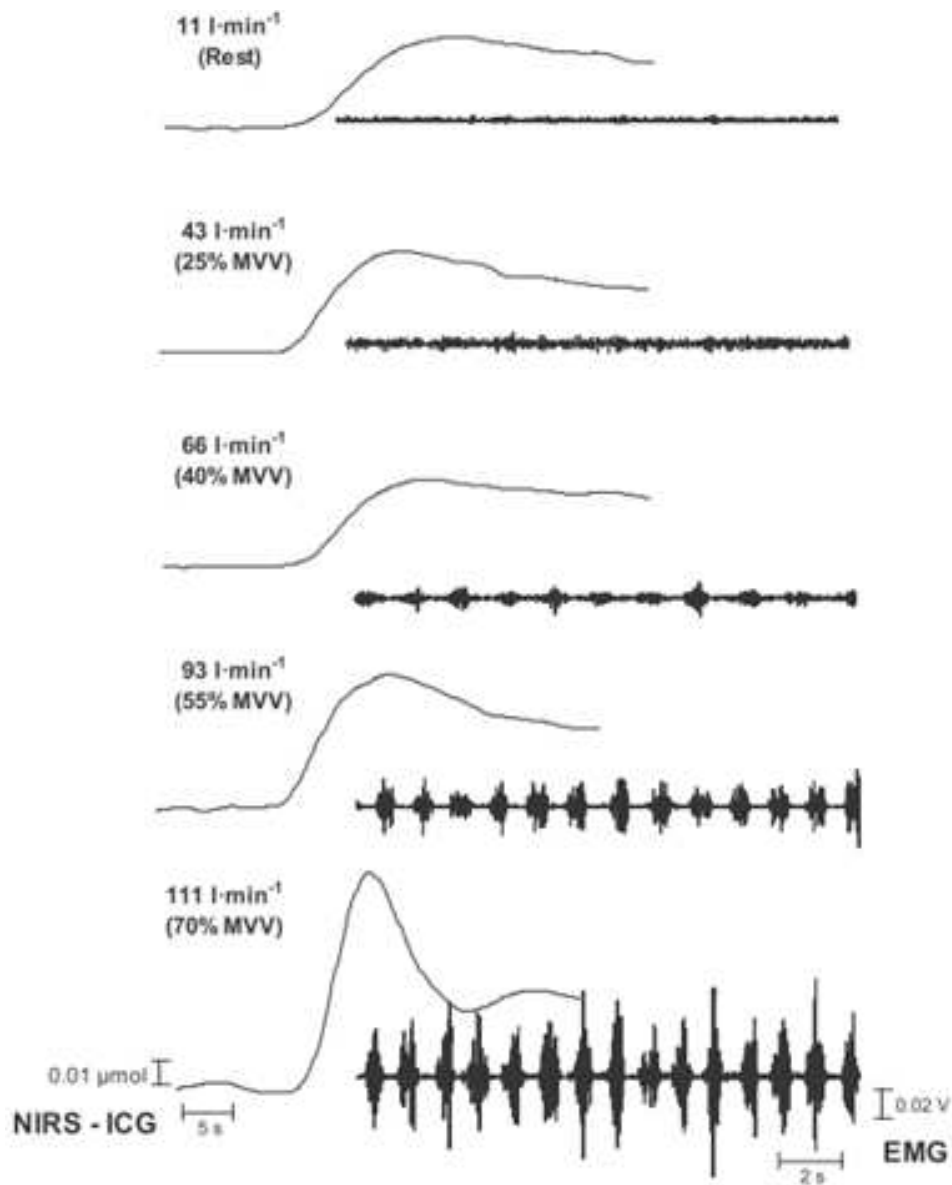 11 l·min⁻¹
(Rest)
43 l·min⁻¹
(25% MVV)
66 l·min⁻¹
(40% MVV)
93 l·min⁻¹
(55% MVV)
111 l·min⁻¹
(70% MVV)
0.01 µmol
5 s
NIRS - ICG
0.02 V
EMG
2 s